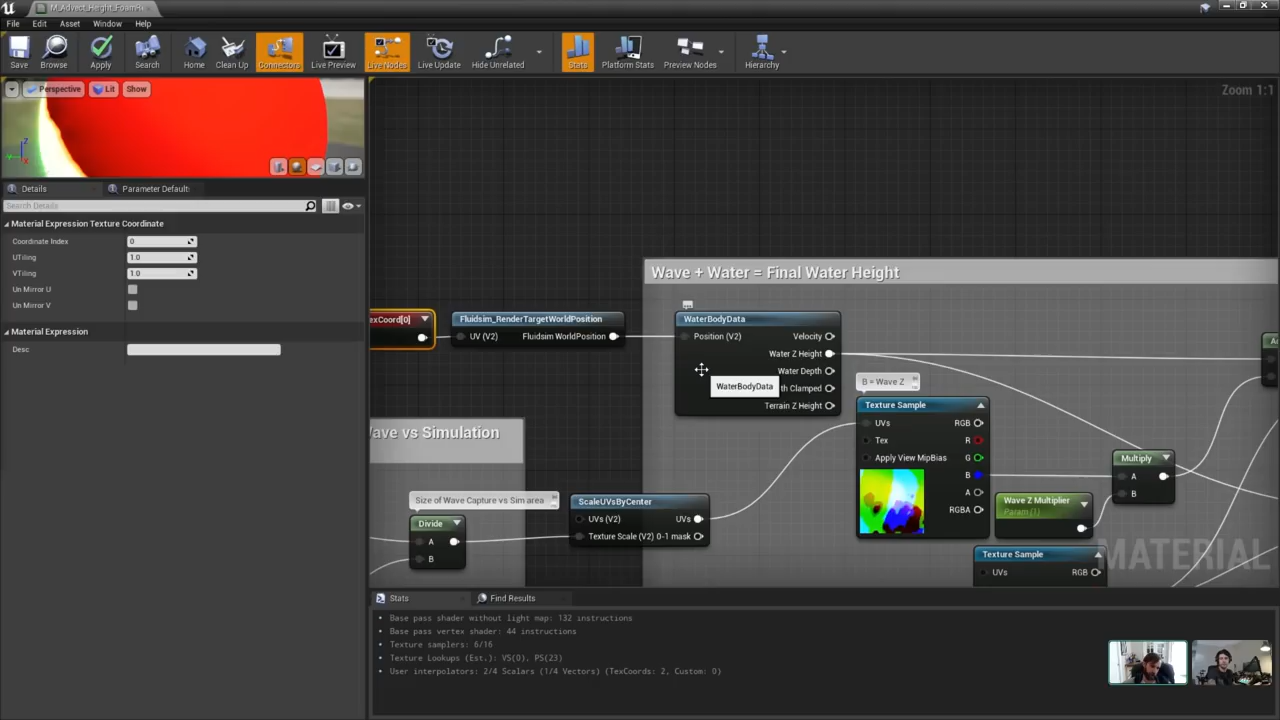 M_Advect_Height_FoamRe
File Edit Asset Window Help
Save Browse Apply Search Home Clean Up Connectors Live Preview Live Nodes Live Update Hide Unrelated Stats Platform Stats Preview Nodes Hierarchy
Perspective Lit Show
Zoom 1:1
Details Parameter Default:
Search Details
Material Expression Texture Coordinate
Coordinate Index 0
UTiling 1.0
VTiling 1.0
Un Mirror U
Un Mirror V
Material Expression
Desc
Wave + Water = Final Water Height
exCoord[0]
Fluidsim_RenderTargetWorldPosition
UV (V2) Fluidsim WorldPosition
WaterBodyData
Position (V2) Velocity
Water Z Height
Water Depth
WaterBodyData
th Clamped
Terrain Z Height
B = Wave Z
Texture Sample
UVs RGB
Tex R
Apply View MipBias G
B
A
RGBA
Multiply
A
B
Wave Z Multiplier
Param (1)
Wave vs Simulation
Size of Wave Capture vs Sim area
Divide
A
B
ScaleUVsByCenter
UVs (V2) UVs
Texture Scale (V2) 0-1 mask
Texture Sample
UVs RGB
MATERIAL
Stats Find Results
Base pass shader without light map: 132 instructions
Base pass vertex shader: 44 instructions
Texture samplers: 6/16
Texture Lookups (Est.): VS(0), PS(23)
User interpolators: 2/4 Scalars (1/4 Vectors) (TexCoords: 2, Custom: 0)